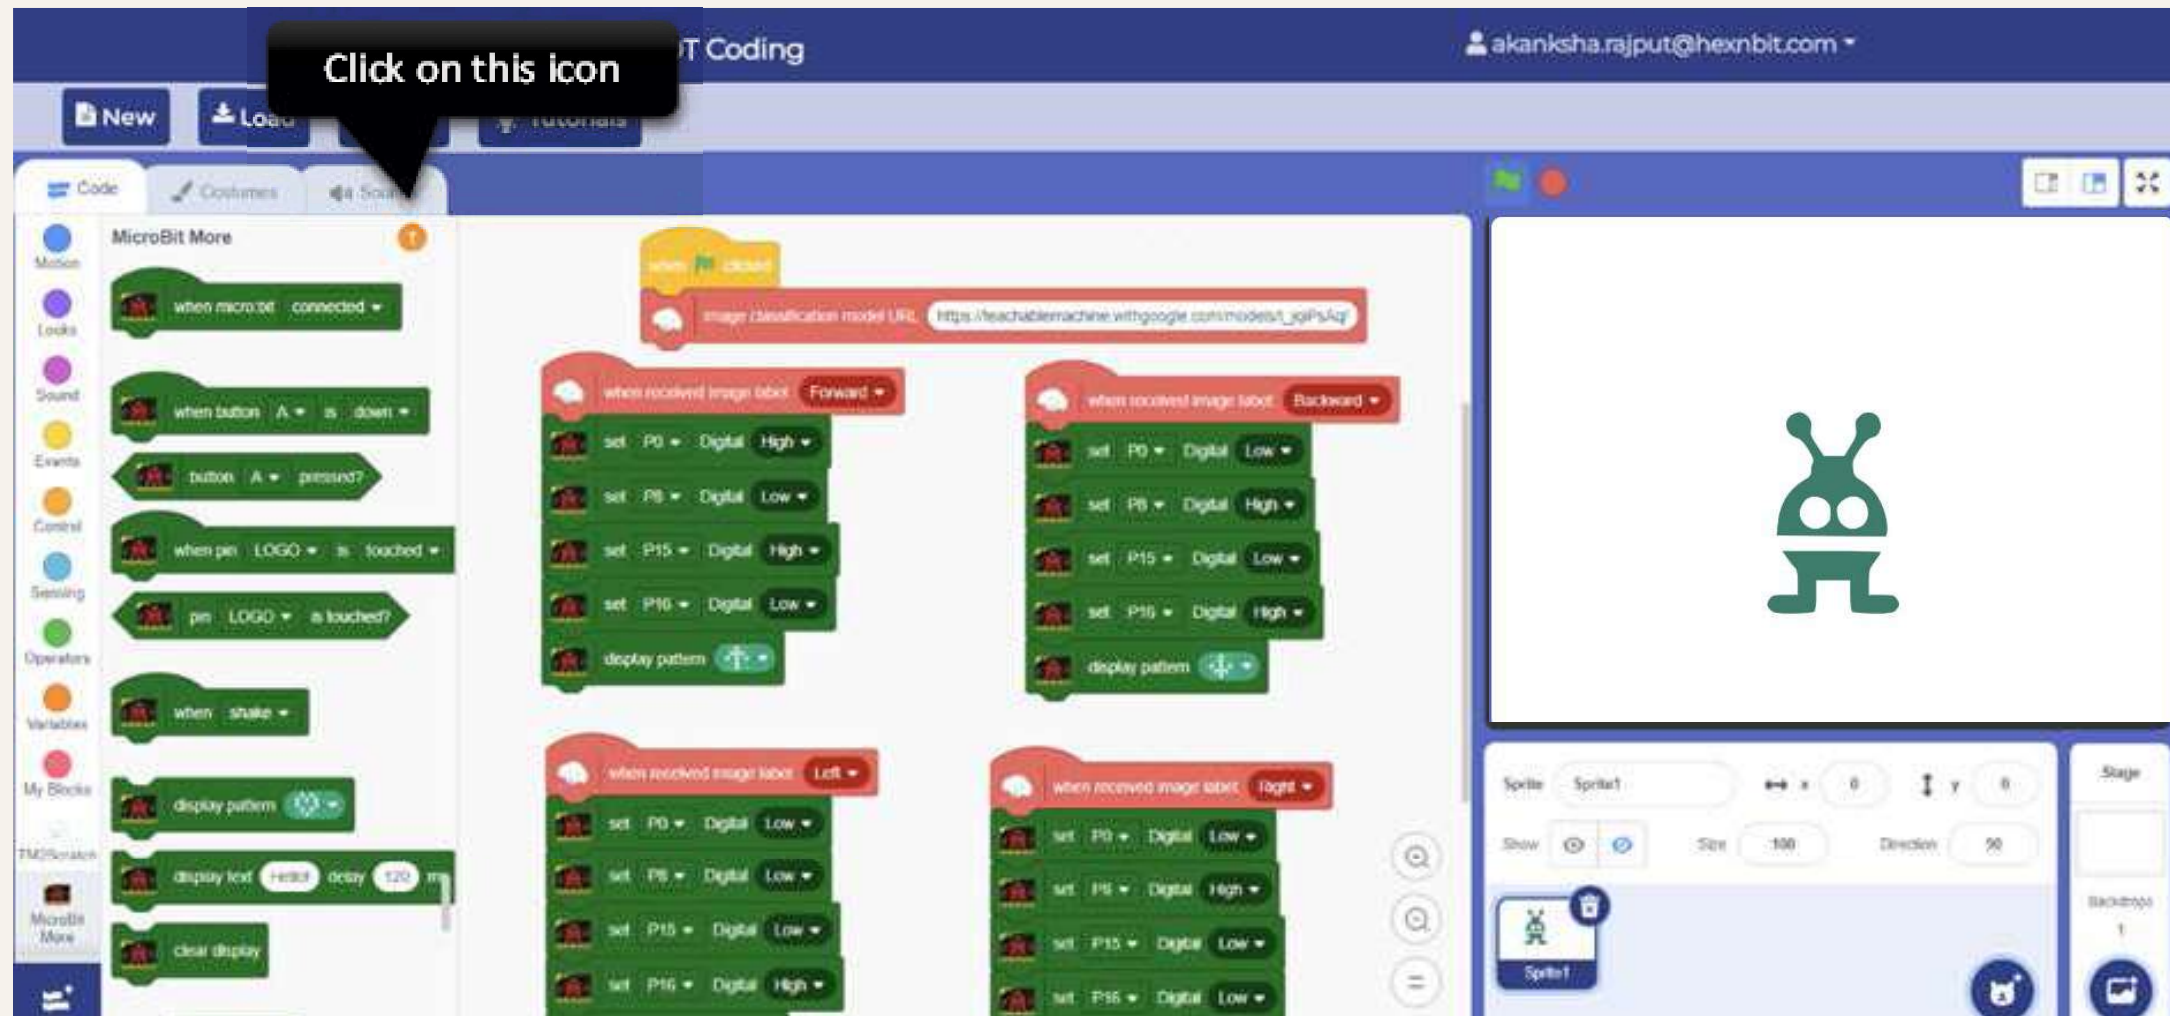 Click on this icon
T Coding
akanksha.rajput@hexnbit.com
New
Load
Tutorials
Code
Costumes
MicroBit More
Motion
Looks
Sound
Events
Control
Sensing
Operators
Variables
My Blocks
TM2Scratch
MicroBit
More
when micro:bit connected
when button A is down
button A pressed?
when pin LOGO is touched
pin LOGO is touched?
when shake
display pattern
display text Hello! delay 120
clear display
when clicked
image classification model URL
when received image label Forward
set P0 Digital High
set P8 Digital Low
set P15 Digital High
set P16 Digital Low
display pattern
when received image label Backward
set P0 Digital Low
set P8 Digital High
set P15 Digital Low
set P16 Digital High
display pattern
when received image label Left
set P0 Digital Low
set P8 Digital Low
set P15 Digital Low
set P16 Digital High
when received image label Right
set P0 Digital Low
set P8 Digital High
set P15 Digital Low
set P16 Digital Low
Sprite Sprite1 x 0 y 0
Show Size 100 Direction 90
Sprite1
Stage
Backdrops
1